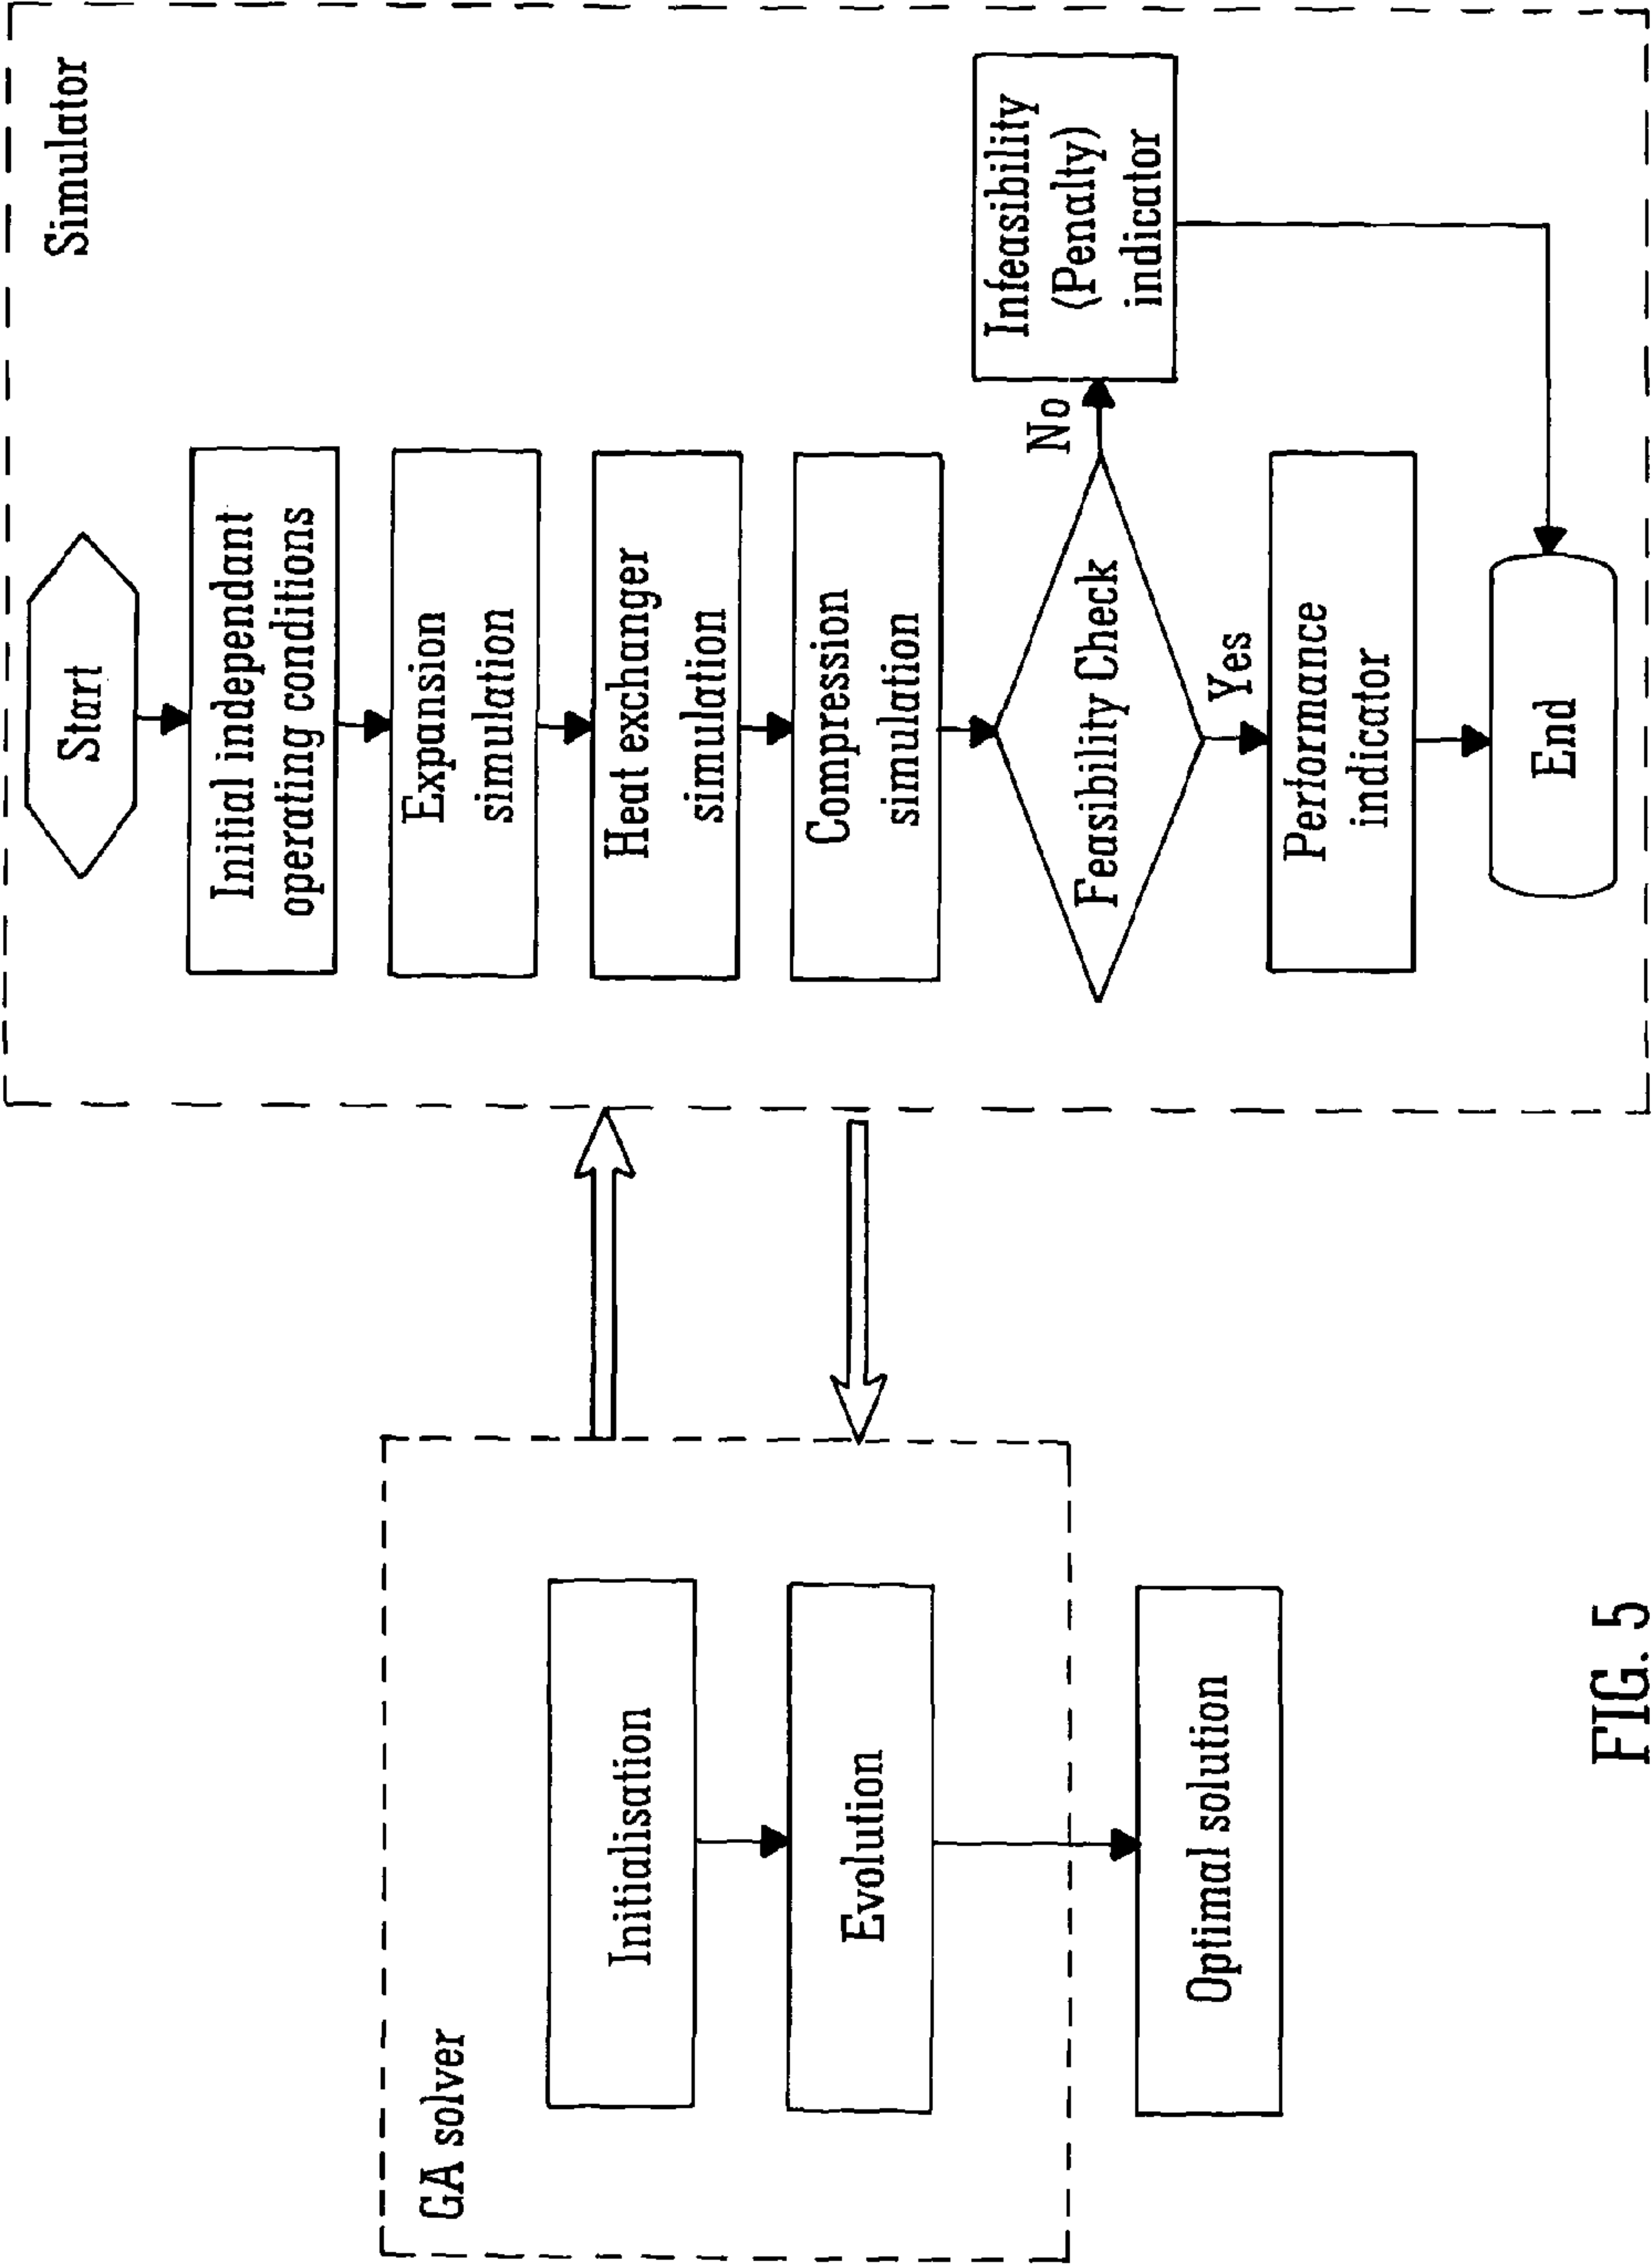 GA solver
Initialisation
Evolution
Optimal solution
Simulator
Start
Initial independant
operating conditions
Expansion
simulation
Heat exchanger
simulation
Compression
simulation
Feasibility Check
No
Infeasibility
(Penalty)
indicator
Yes
Performance
indicator
End
FIG. 5